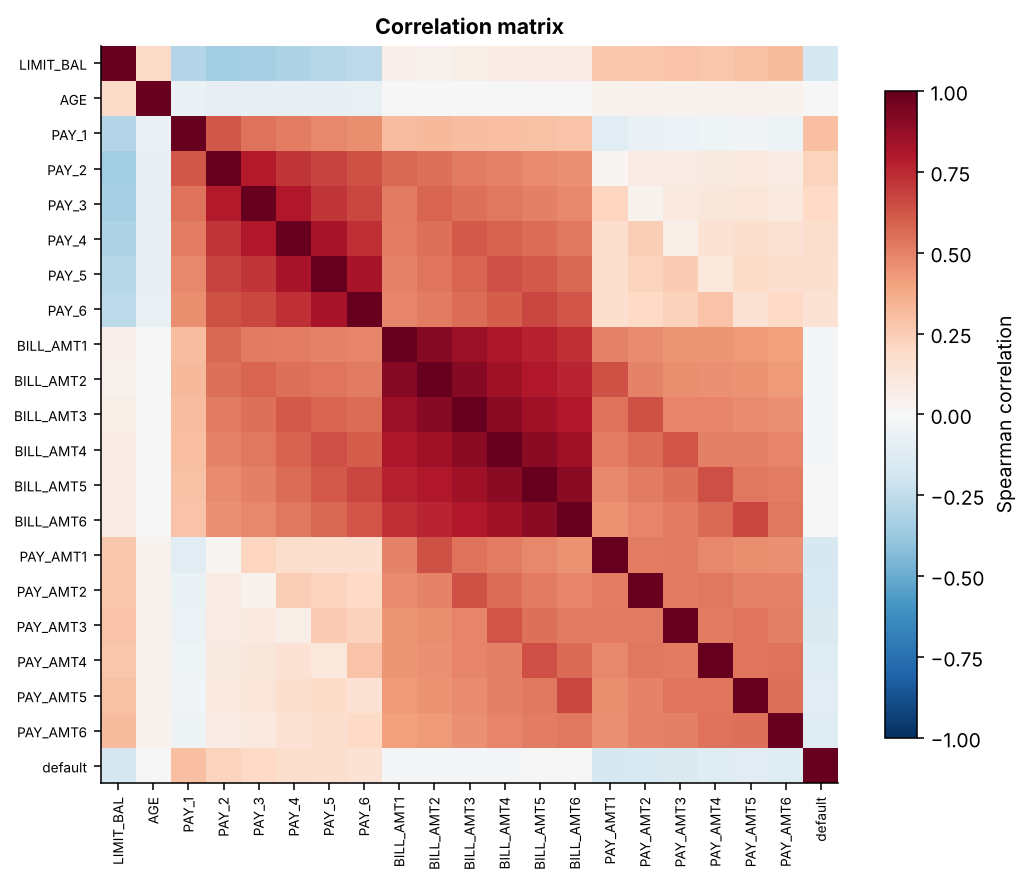 Correlation matrix
LIMIT_BAL
AGE
PAY_1
PAY_2
PAY_3
PAY_4
PAY_5
PAY_6
BILL_AMT1
BILL_AMT2
BILL_AMT3
BILL_AMT4
BILL_AMT5
BILL_AMT6
PAY_AMT1
PAY_AMT2
PAY_AMT3
PAY_AMT4
PAY_AMT5
PAY_AMT6
default
LIMIT_BAL
AGE
PAY_1
PAY_2
PAY_3
PAY_4
PAY_5
PAY_6
BILL_AMT1
BILL_AMT2
BILL_AMT3
BILL_AMT4
BILL_AMT5
BILL_AMT6
PAY_AMT1
PAY_AMT2
PAY_AMT3
PAY_AMT4
PAY_AMT5
PAY_AMT6
default
1.00
0.75
0.50
0.25
0.00
−0.25
−0.50
−0.75
−1.00
Spearman correlation